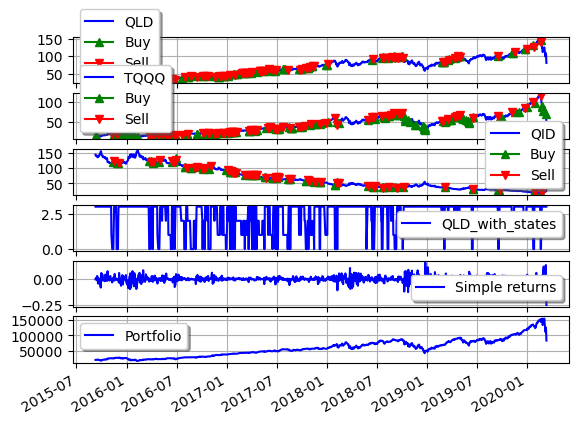 QLD
Buy
Sell
150
100
50
TQQQ
Buy
Sell
100
50
QID
Buy
Sell
150
100
50
QLD_with_states
2.5
0.0
Simple returns
0.00
−0.25
Portfolio
150000
100000
50000
2015-07
2016-01
2016-07
2017-01
2017-07
2018-01
2018-07
2019-01
2019-07
2020-01